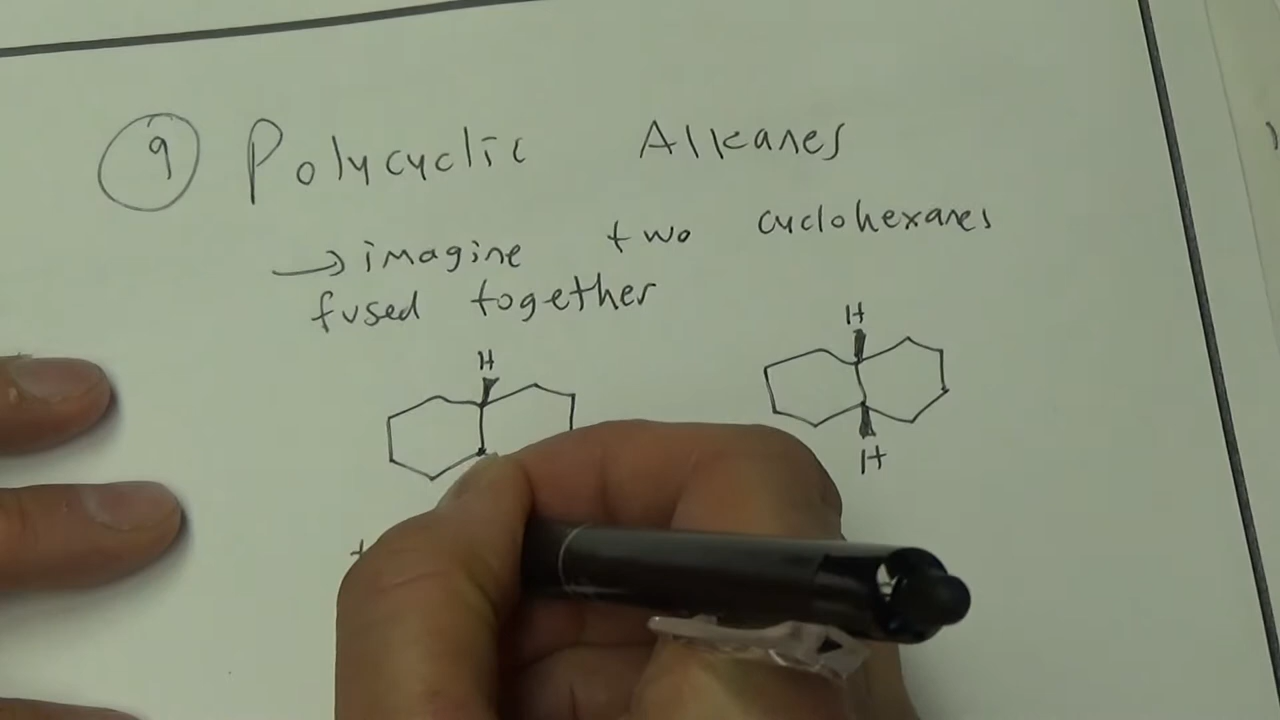 9 Polycyclic Alkanes
→ imagine two cyclohexanes
fused together
H
H
H